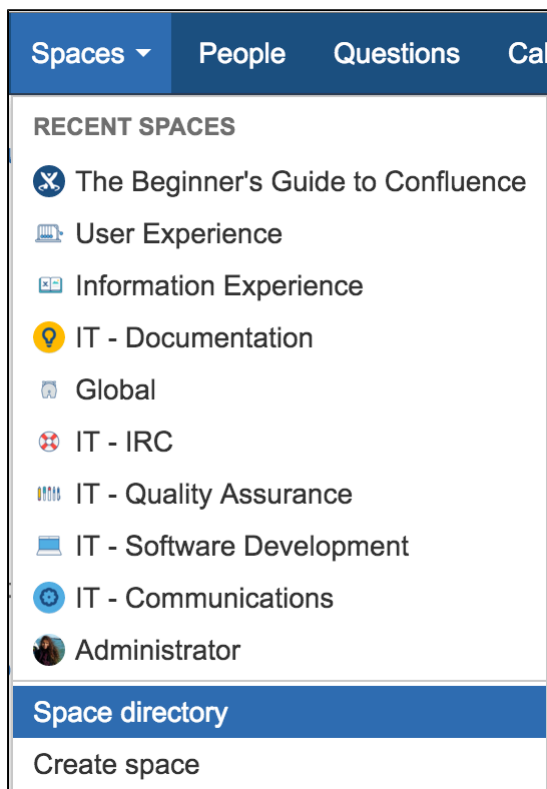 Spaces People Questions
RECENT SPACES
The Beginner's Guide to Confluence
User Experience
Information Experience
IT - Documentation
Global
IT - IRC
IT - Quality Assurance
IT - Software Development
IT - Communications
Administrator
Space directory
Create space